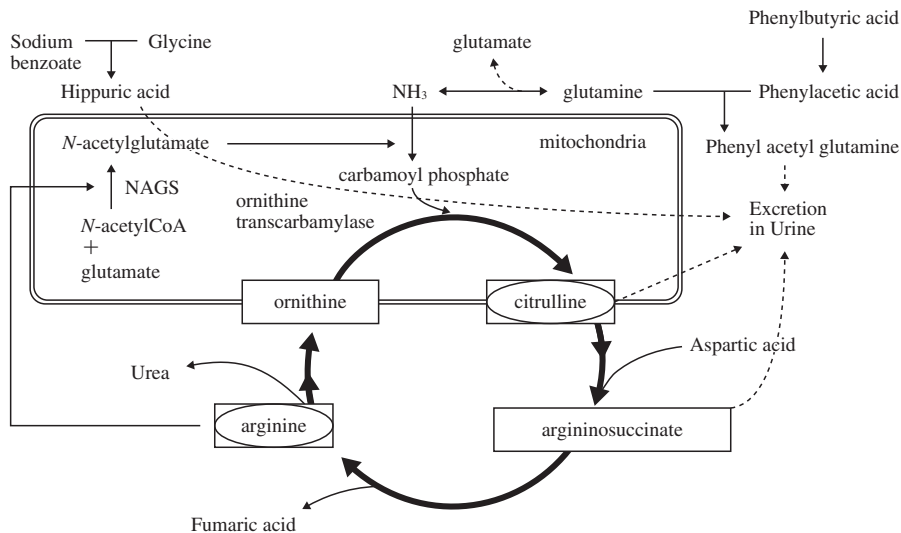 Phenylbutyric acid
Sodium
benzoate
Glycine
glutamate
Hippuric acid
NH₃
glutamine
Phenylacetic acid
N-acetylglutamate
mitochondria
Phenyl acetyl glutamine
carbamoyl phosphate
NAGS
ornithine
transcarbamylase
Excretion
in Urine
N-acetylCoA
+
glutamate
ornithine
citrulline
Aspartic acid
Urea
arginine
argininosuccinate
Fumaric acid